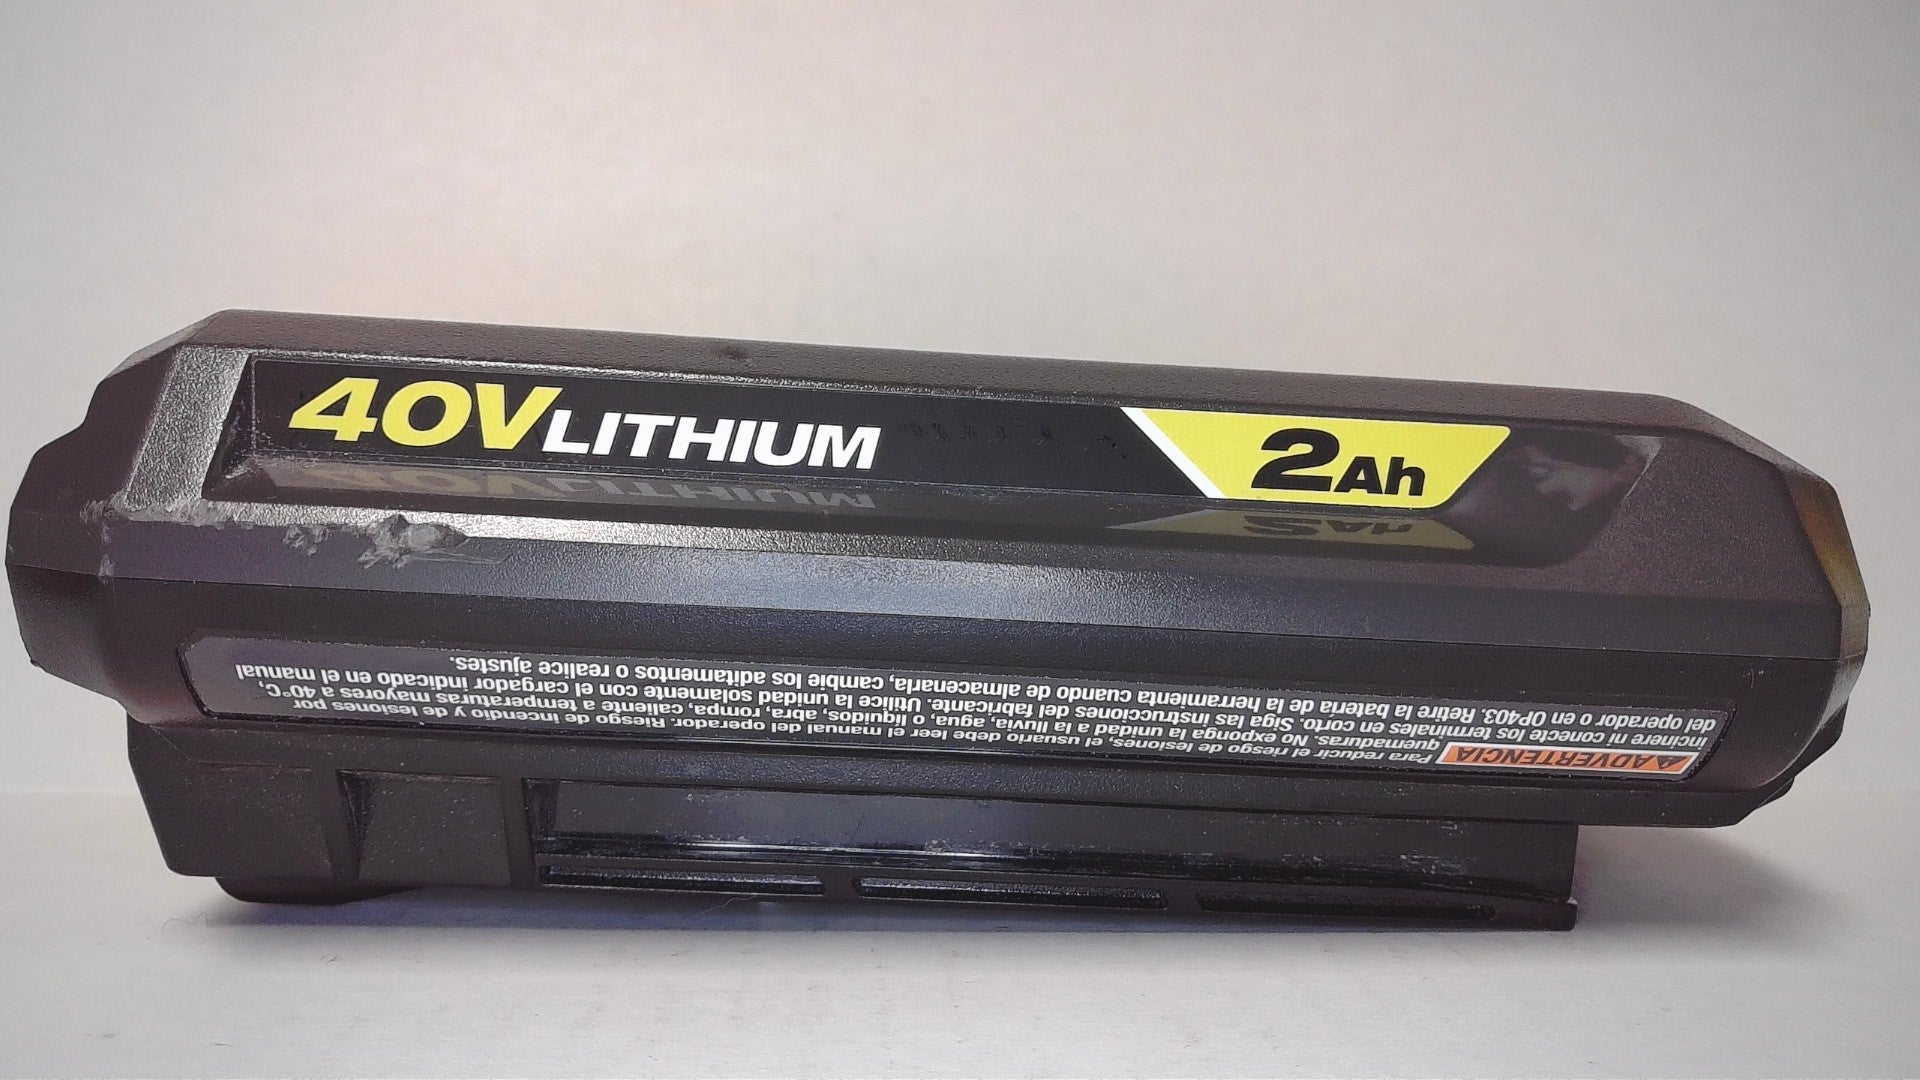 40V LITHIUM
2Ah
ADVERTENCIA
Para reducir el riesgo de lesiones, el usuario debe leer el manual del operador. Riesgo de incendio y de lesiones por
quemaduras. No exponga la unidad a la lluvia, agua, o líquidos, abra, rompa, caliente a temperaturas mayores a 40°C,
incinere ni conecte los terminales en corto. Siga las instrucciones del fabricante. Utilice la unidad solamente con el cargador indicado en el manual
del operador o en OP403. Retire la batería de la herramienta cuando de almacenarla, cambie los aditamentos o realice ajustes.